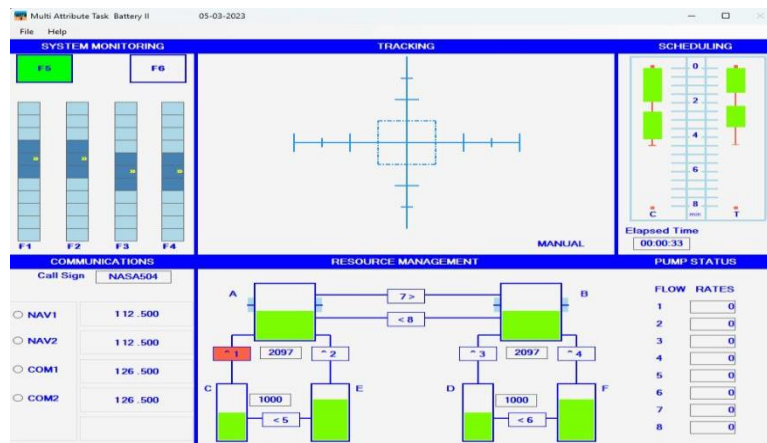 Multi Attribute Task Battery II 05-03-2023
File Help
SYSTEM MONITORING
F5 F6
F1 F2 F3 F4
TRACKING
MANUAL
SCHEDULING
0
2
4
6
8
C min T
Elapsed Time
00:00:33
COMMUNICATIONS
Call Sign NASA504
NAV1 112.500
NAV2 112.500
COM1 126.500
COM2 126.500
RESOURCE MANAGEMENT
A 7 > B
< 8
^ 1 2097 ^ 2 ^ 3 2097 ^ 4
C E D F
1000 1000
< 5 < 6
PUMP STATUS
FLOW RATES
1 0
2 0
3 0
4 0
5 0
6 0
7 0
8 0